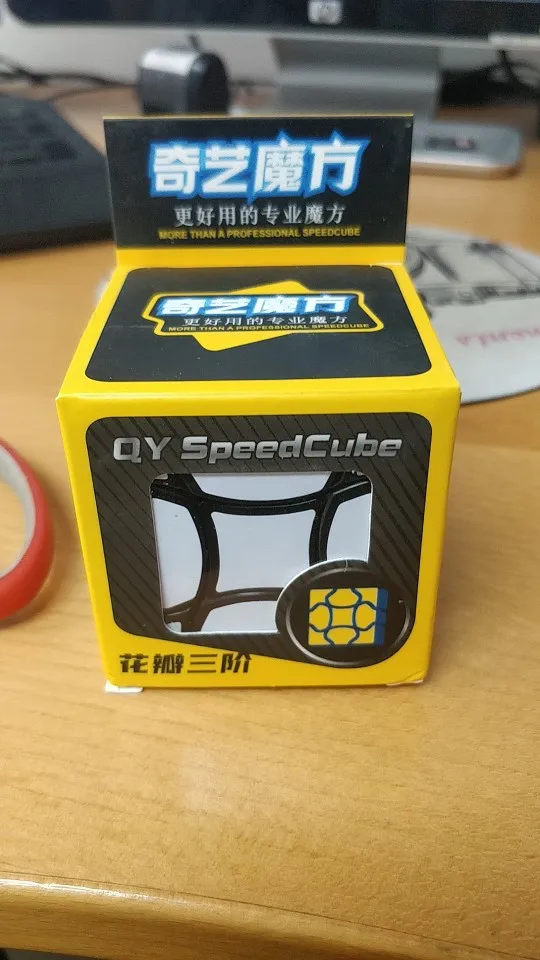 hp
奇艺魔方
更好用的专业魔方
MORE THAN A PROFESSIONAL SPEEDCUBE
奇艺魔方
更好用的专业魔方
MORE THAN A PROFESSIONAL SPEEDCUBE
QY SpeedCube
花瓣三阶